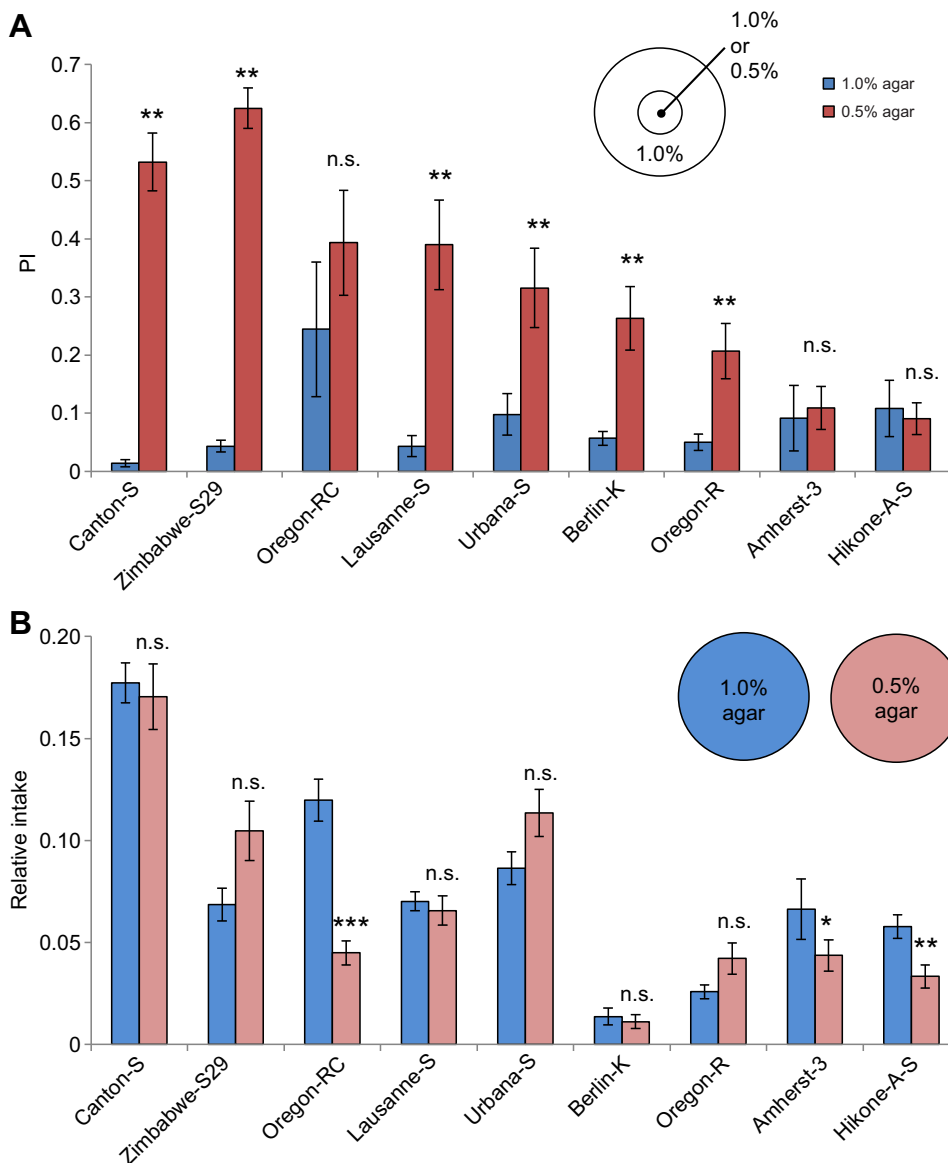 A
1.0%
or
0.5%
1.0%
1.0% agar
0.5% agar
PI
0.7
0.6
0.5
0.4
0.3
0.2
0.1
0
**
**
n.s.
**
**
**
**
n.s.
n.s.
Canton-S
Zimbabwe-S29
Oregon-RC
Lausanne-S
Urbana-S
Berlin-K
Oregon-R
Amherst-3
Hikone-A-S
B
1.0%
agar
0.5%
agar
Relative intake
0.20
0.15
0.10
0.05
0
n.s.
n.s.
***
n.s.
n.s.
n.s.
n.s.
*
**
Canton-S
Zimbabwe-S29
Oregon-RC
Lausanne-S
Urbana-S
Berlin-K
Oregon-R
Amherst-3
Hikone-A-S